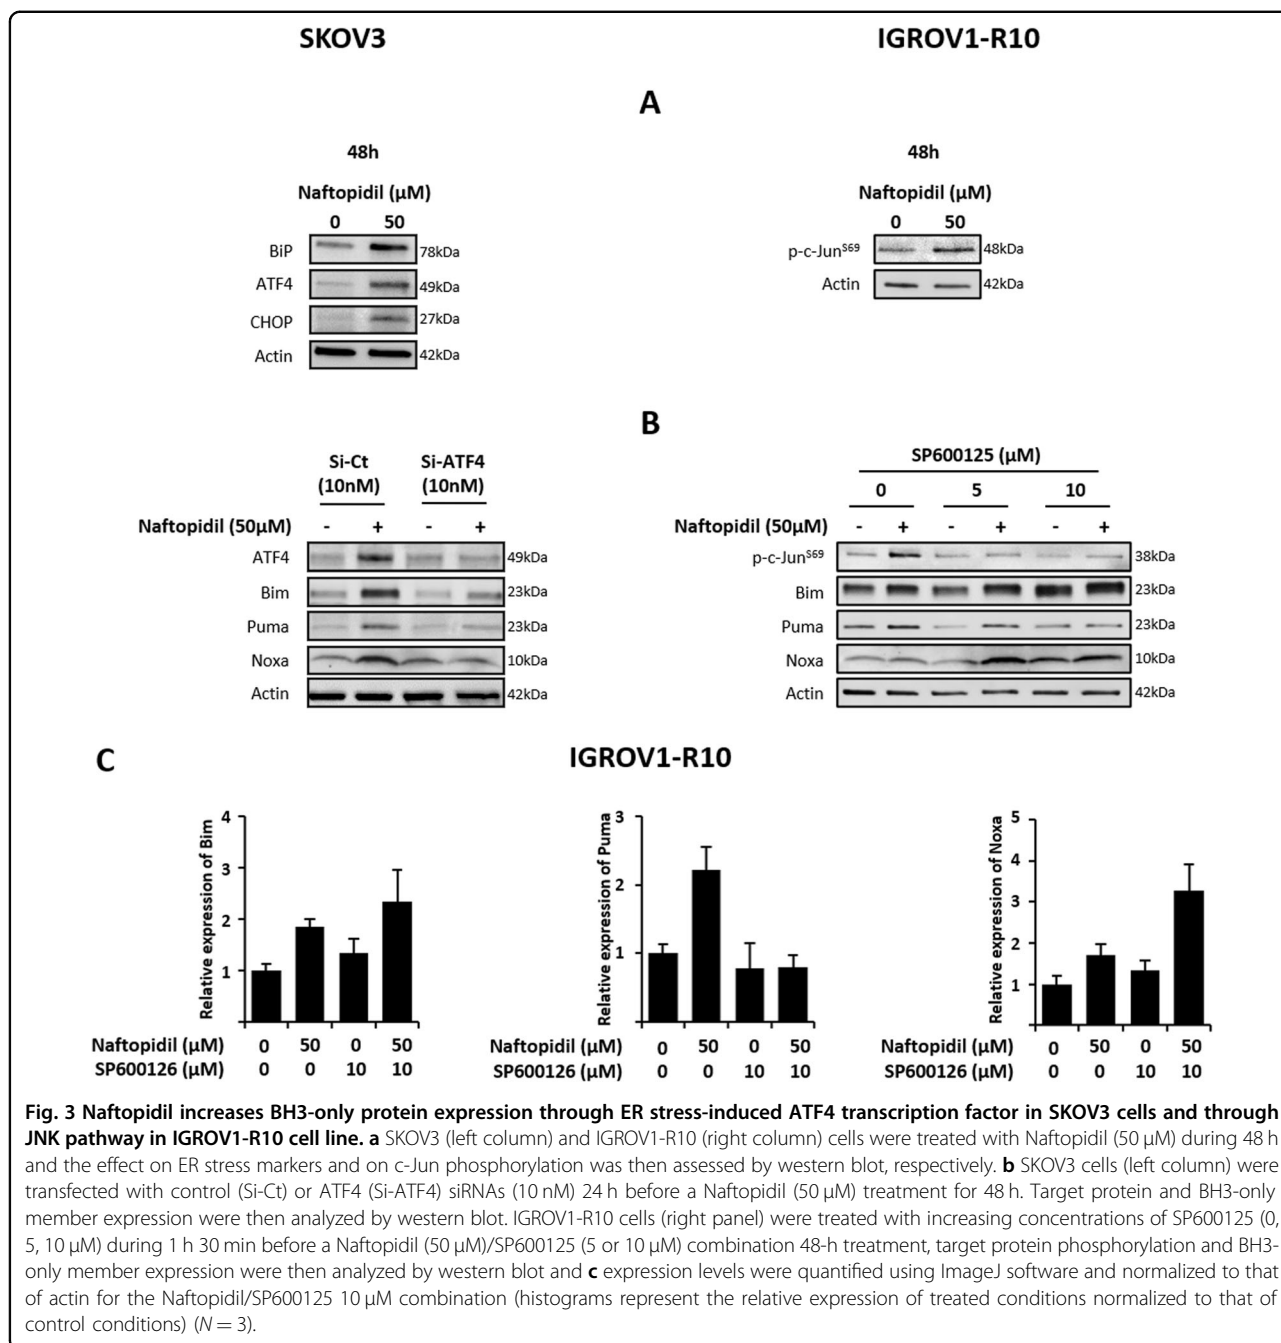 SKOV3
IGROV1-R10
A
48h
Naftopidil (µM)
0 50
BiP 78kDa
ATF4 49kDa
CHOP 27kDa
Actin 42kDa
48h
Naftopidil (µM)
0 50
p-c-Jun^S69 48kDa
Actin 42kDa
B
Si-Ct Si-ATF4
(10nM) (10nM)
Naftopidil (50µM) - + - +
ATF4 49kDa
Bim 23kDa
Puma 23kDa
Noxa 10kDa
Actin 42kDa
SP600125 (µM)
0 5 10
Naftopidil (50µM) - + - + - +
p-c-Jun^S69 38kDa
Bim 23kDa
Puma 23kDa
Noxa 10kDa
Actin 42kDa
C
IGROV1-R10
Relative expression of Bim
4
3
2
1
Naftopidil (µM) 0 50 0 50
SP600126 (µM) 0 0 10 10
Relative expression of Puma
3
2
1
Naftopidil (µM) 0 50 0 50
SP600126 (µM) 0 0 10 10
Relative expression of Noxa
5
4
3
2
1
Naftopidil (µM) 0 50 0 50
SP600126 (µM) 0 0 10 10
Fig. 3 Naftopidil increases BH3-only protein expression through ER stress-induced ATF4 transcription factor in SKOV3 cells and through
JNK pathway in IGROV1-R10 cell line. a SKOV3 (left column) and IGROV1-R10 (right column) cells were treated with Naftopidil (50 µM) during 48 h
and the effect on ER stress markers and on c-Jun phosphorylation was then assessed by western blot, respectively. b SKOV3 cells (left column) were
transfected with control (Si-Ct) or ATF4 (Si-ATF4) siRNAs (10 nM) 24 h before a Naftopidil (50 µM) treatment for 48 h. Target protein and BH3-only
member expression were then analyzed by western blot. IGROV1-R10 cells (right panel) were treated with increasing concentrations of SP600125 (0,
5, 10 µM) during 1 h 30 min before a Naftopidil (50 µM)/SP600125 (5 or 10 µM) combination 48-h treatment, target protein phosphorylation and BH3-
only member expression were then analyzed by western blot and c expression levels were quantified using ImageJ software and normalized to that
of actin for the Naftopidil/SP600125 10 µM combination (histograms represent the relative expression of treated conditions normalized to that of
control conditions) (N = 3).